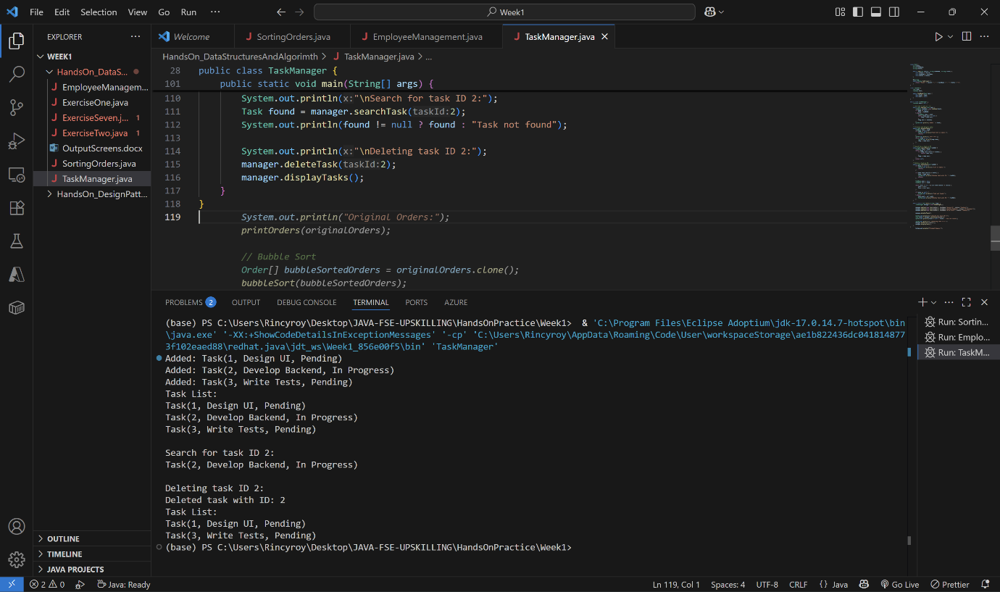 File Edit Selection View Go Run ··· Week1
EXPLORER ···
WEEK1
HandsOn_DataS...
EmployeeManagem...
ExerciseOne.java
ExerciseSeven.j... 1
ExerciseTwo.java 1
OutputScreens.docx
SortingOrders.java
TaskManager.java
HandsOn_DesignPatt...
OUTLINE
TIMELINE
JAVA PROJECTS
Welcome SortingOrders.java EmployeeManagement.java TaskManager.java
HandsOn_DataStructuresAndAlgorimth > TaskManager.java > ...
28 public class TaskManager {
101 public static void main(String[] args) {
110 System.out.println(x:"\nSearch for task ID 2:");
111 Task found = manager.searchTask(taskId:2);
112 System.out.println(found != null ? found : "Task not found");
113
114 System.out.println(x:"\nDeleting task ID 2:");
115 manager.deleteTask(taskId:2);
116 manager.displayTasks();
117 }
118 }
119 System.out.println("Original Orders:");
printOrders(originalOrders);
// Bubble Sort
Order[] bubbleSortedOrders = originalOrders.clone();
bubbleSort(bubbleSortedOrders);
PROBLEMS 2 OUTPUT DEBUG CONSOLE TERMINAL PORTS AZURE
(base) PS C:\Users\Rincyroy\Desktop\JAVA-FSE-UPSKILLING\HandsOnPractice\Week1> & 'C:\Program Files\Eclipse Adoptium\jdk-17.0.14.7-hotspot\bin
\java.exe' '-XX:+ShowCodeDetailsInExceptionMessages' '-cp' 'C:\Users\Rincyroy\AppData\Roaming\Code\User\workspaceStorage\ae1b822436dc041814877
3f102eaed88\redhat.java\jdt_ws\Week1_856e00f5\bin' 'TaskManager'
Added: Task(1, Design UI, Pending)
Added: Task(2, Develop Backend, In Progress)
Added: Task(3, Write Tests, Pending)
Task List:
Task(1, Design UI, Pending)
Task(2, Develop Backend, In Progress)
Task(3, Write Tests, Pending)
Search for task ID 2:
Task(2, Develop Backend, In Progress)
Deleting task ID 2:
Deleted task with ID: 2
Task List:
Task(1, Design UI, Pending)
Task(3, Write Tests, Pending)
(base) PS C:\Users\Rincyroy\Desktop\JAVA-FSE-UPSKILLING\HandsOnPractice\Week1>
Run: Sortin...
Run: Emplo...
Run: TaskM...
2 0 Java: Ready Ln 119, Col 1 Spaces: 4 UTF-8 CRLF {} Java Go Live Prettier